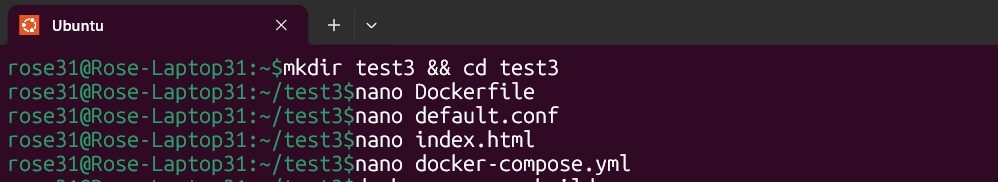 Ubuntu
rose31@Rose-Laptop31:~$mkdir test3 && cd test3
rose31@Rose-Laptop31:~/test3$nano Dockerfile
rose31@Rose-Laptop31:~/test3$nano default.conf
rose31@Rose-Laptop31:~/test3$nano index.html
rose31@Rose-Laptop31:~/test3$nano docker-compose.yml